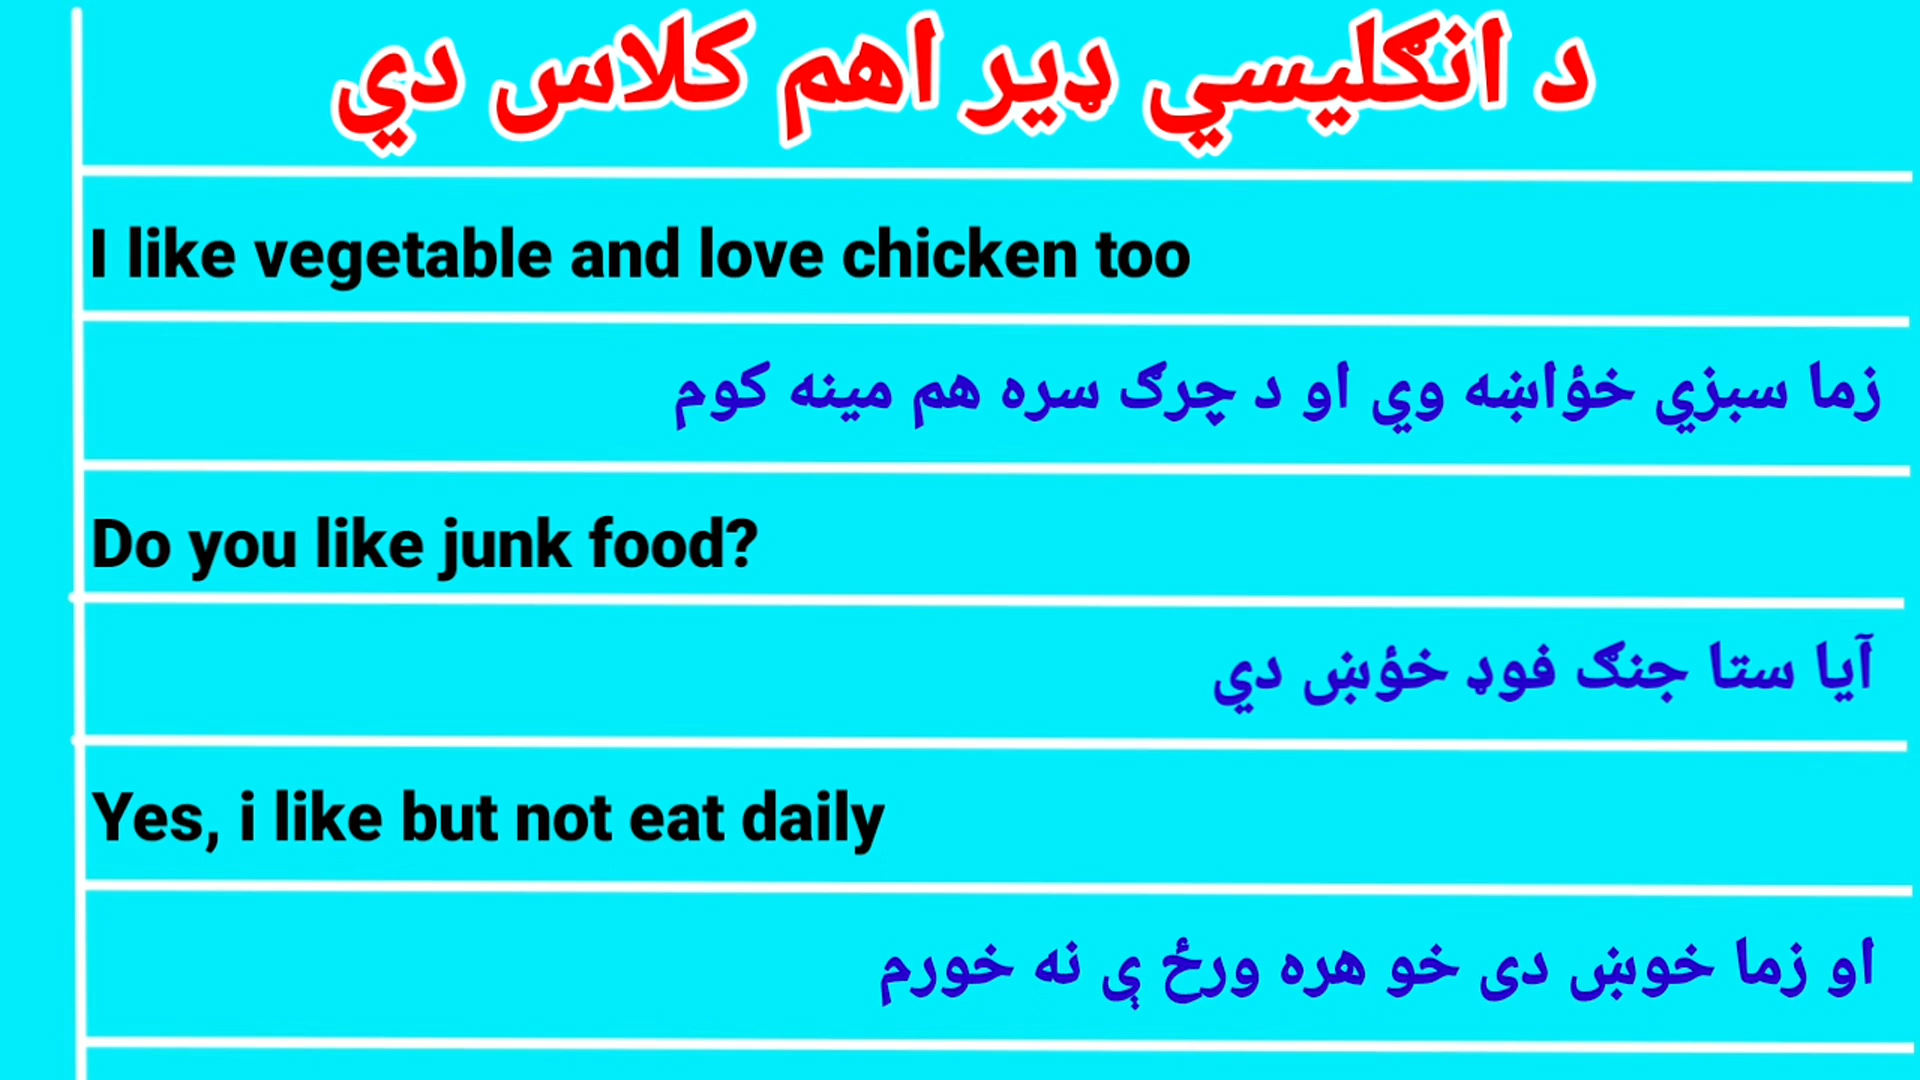 د انګلیسي ډیر اهم کلاس دي
I like vegetable and love chicken too
زما سبزي خؤاښه وي او د چرګ سره هم مینه کوم
Do you like junk food?
آیا ستا جنګ فوډ خؤښ دي
Yes, i like but not eat daily
او زما خوښ دی خو هره ورځ ې نه خورم